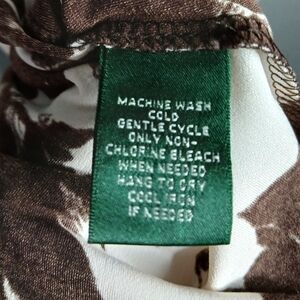 MACHINE WASH
COLD
GENTLE CYCLE
ONLY NON-
CHLORINE BLEACH
WHEN NEEDED
HANG TO DRY
COOL IRON
IF NEEDED